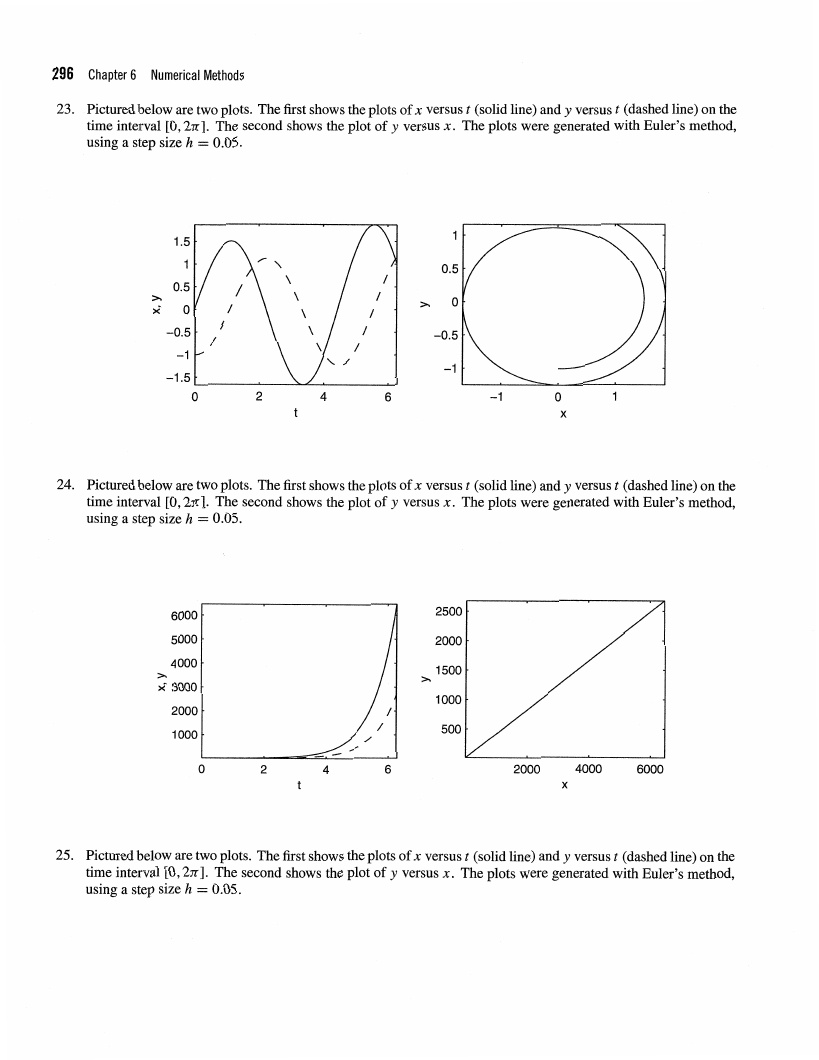 296 Chapter 6 Numerical Methods
23. Pictured below are two plots. The first shows the plots of x versus t (solid line) and y versus t (dashed line) on the
time interval [0, 2π]. The second shows the plot of y versus x. The plots were generated with Euler's method,
using a step size h = 0.05.
1.5
1
0.5
0
−0.5
−1
−1.5
x, y
0 2 4 6
t
1
0.5
0
−0.5
−1
y
−1 0 1
x
24. Pictured below are two plots. The first shows the plots of x versus t (solid line) and y versus t (dashed line) on the
time interval [0, 2π]. The second shows the plot of y versus x. The plots were generated with Euler's method,
using a step size h = 0.05.
6000
5000
4000
3000
2000
1000
x, y
0 2 4 6
t
2500
2000
1500
1000
500
y
2000 4000 6000
x
25. Pictured below are two plots. The first shows the plots of x versus t (solid line) and y versus t (dashed line) on the
time interval [0, 2π]. The second shows the plot of y versus x. The plots were generated with Euler's method,
using a step size h = 0.05.